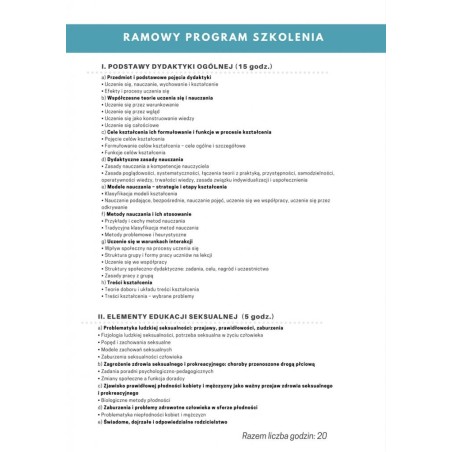 RAMOWY PROGRAM SZKOLENIA
I. PODSTAWY DYDAKTYKI OGÓLNEJ (15 godz.)
a) Przedmiot i podstawowe pojęcia dydaktyki
• Uczenie się, nauczanie, wychowanie i kształcenie
• Efekty i procesy uczenia się
b) Współczesne teorie uczenia się i nauczania
• Uczenie się przez warunkowanie
• Uczenie się przez wgląd
• Uczenie się jako konstruowanie wiedzy
• Uczenie się całościowe
c) Cele kształcenia ich formułowanie i funkcje w procesie kształcenia
• Pojęcie celów kształcenia
• Formułowanie celów kształcenia – cele ogólne i szczegółowe
• Funkcje celów kształcenia
d) Dydaktyczne zasady nauczania
• Zasady nauczania a kompetencje nauczyciela
• Zasada poglądowości, systematyczności, łączenia teorii z praktyką, przystępności, samodzielności,
operatywności wiedzy, trwałości wiedzy, zasada związku indywidualizacji i uspołecznienia
e) Modele nauczania – strategie i etapy kształcenia
• Klasyfikacja modeli kształcenia
• Nauczanie podające, bezpośrednie, nauczanie pojęć, uczenie się we współpracy, uczenie się przez
odkrywanie
f) Metody nauczania i ich stosowanie
• Przykłady i cechy metod nauczania
• Tradycyjna klasyfikacja metod nauczania
• Metody problemowe i heurystyczne
g) Uczenie się w warunkach interakcji
• Wpływ społeczny na procesy uczenia się
• Struktura grupy i formy pracy uczniów na lekcji
• Uczenie się we współpracy
• Struktury społeczno-dydaktyczne: zadania, celu, nagród i uczestnictwa
• Zasady pracy z grupą
h) Treści kształcenia
• Teorie doboru i układu treści kształcenia
• Treści kształcenia – wybrane problemy
II. ELEMENTY EDUKACJI SEKSUALNEJ (5 godz.)
a) Problematyka ludzkiej seksualności: przejawy, prawidłowości, zaburzenia
• Fizjologia ludzkiej seksualności, potrzeba seksualna w życiu człowieka
• Popęd i zachowania seksualne
• Modele zachowań seksualnych
• Zaburzenia seksualności człowieka
b) Zagrożenie zdrowia seksualnego i prokreacyjnego: choroby przenoszone drogą płciową
• Zadania poradni psychologiczno-pedagogicznych
• Zmiany społeczne a funkcja doradcy
c) Zjawisko prawidłowej płodności kobiety i mężczyzny jako ważny przejaw zdrowia seksualnego
i prokreacyjnego
• Biologiczne metody płodności
d) Zaburzenia i problemy zdrowotne człowieka w sferze płodności
• Problematyka niepłodności kobiet i mężczyzn
e) Świadome, dojrzałe i odpowiedzialne rodzicielstwo
Razem liczba godzin: 20